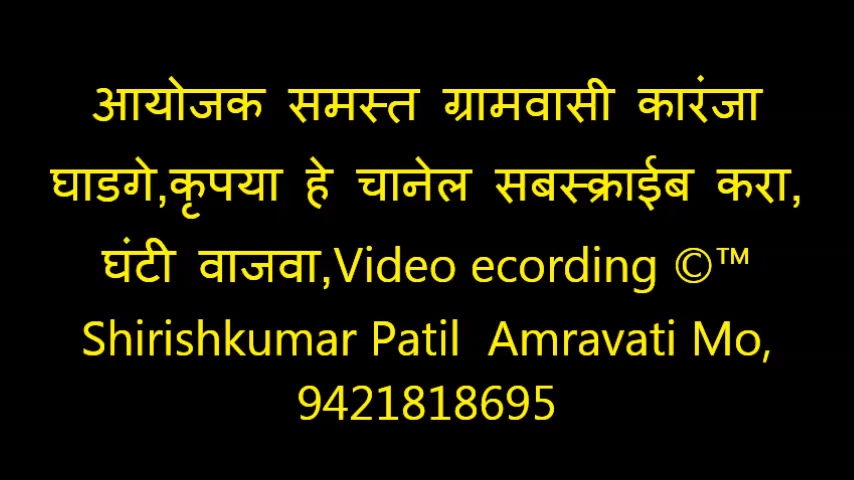 आयोजक समस्त ग्रामवासी कारंजा
घाडगे,कृपया हे चानेल सबस्क्राईब करा,
घंटी वाजवा,Video ecording ©™
Shirishkumar Patil Amravati Mo,
9421818695